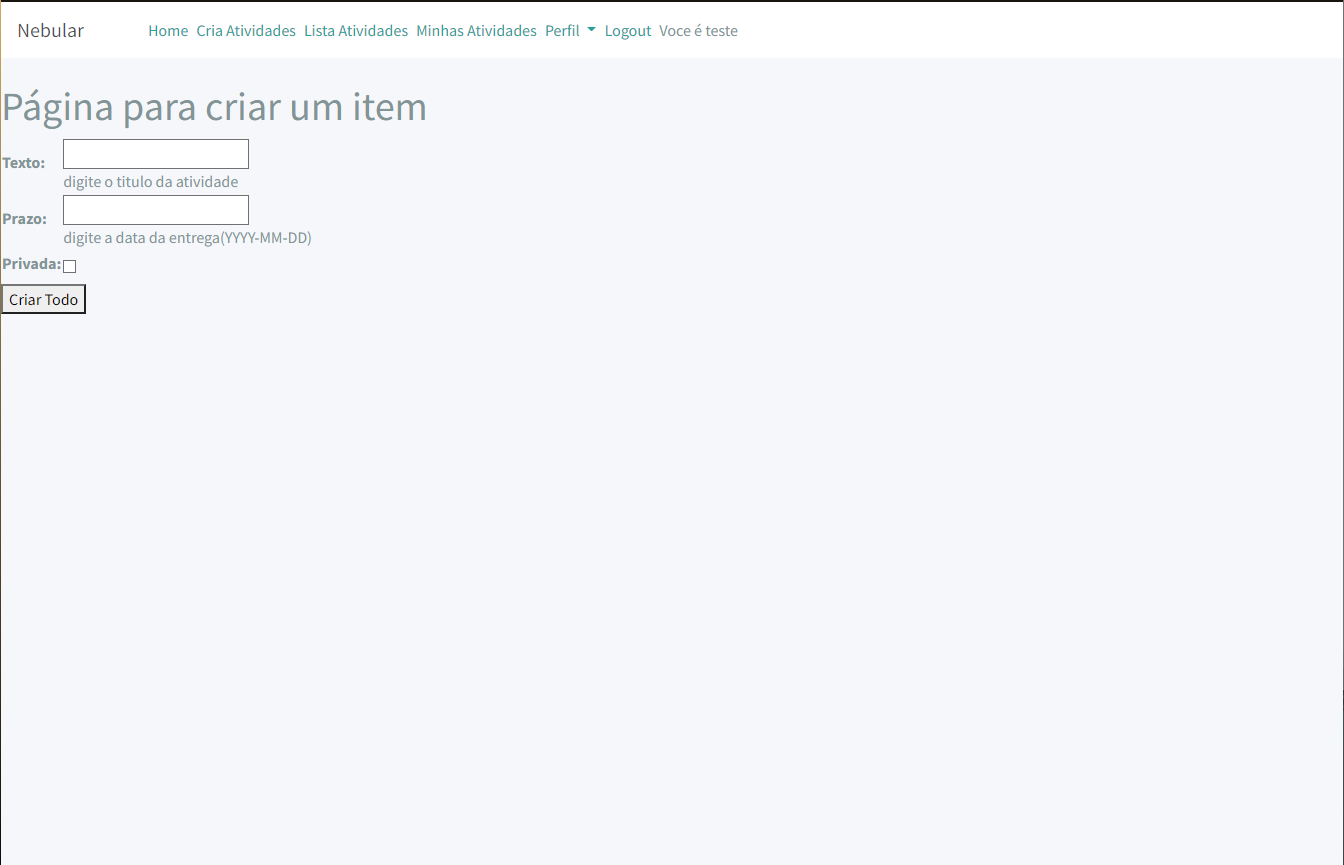 Nebular Home Cria Atividades Lista Atividades Minhas Atividades Perfil Logout Voce é teste
Página para criar um item
Texto:
digite o titulo da atividade
Prazo:
digite a data da entrega(YYYY-MM-DD)
Privada:
Criar Todo